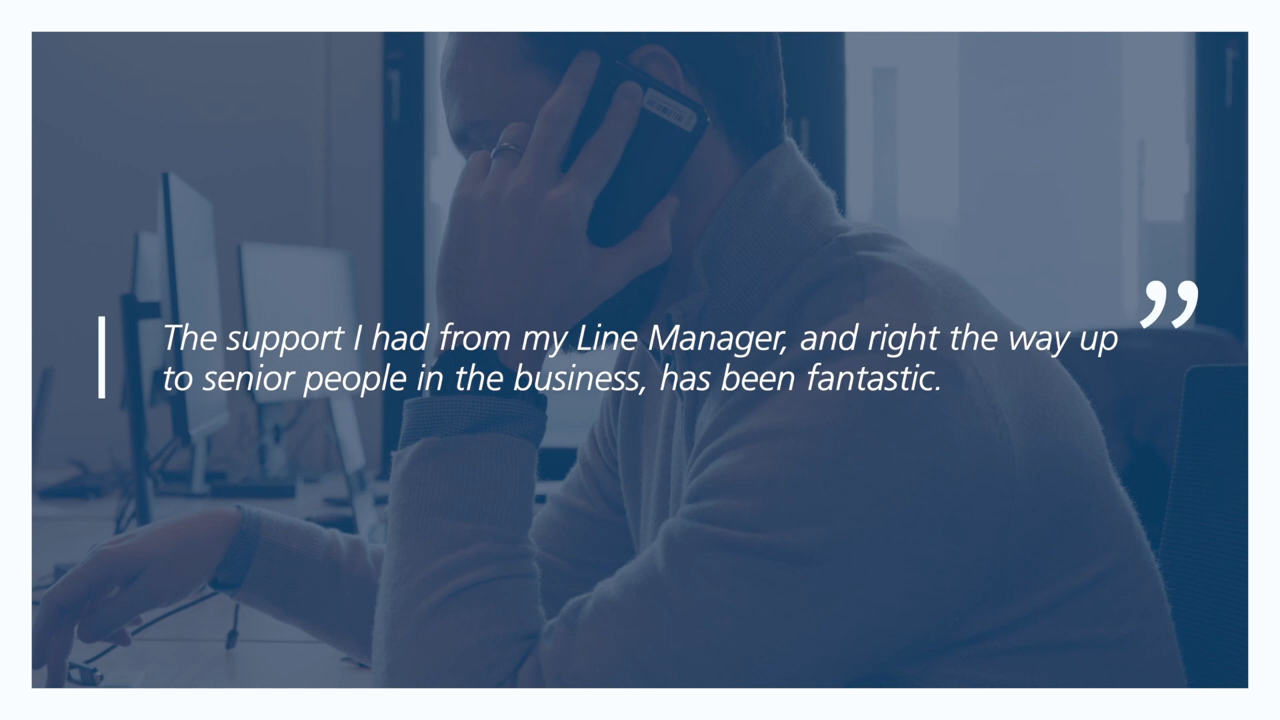 The support I had from my Line Manager, and right the way up ”
to senior people in the business, has been fantastic.